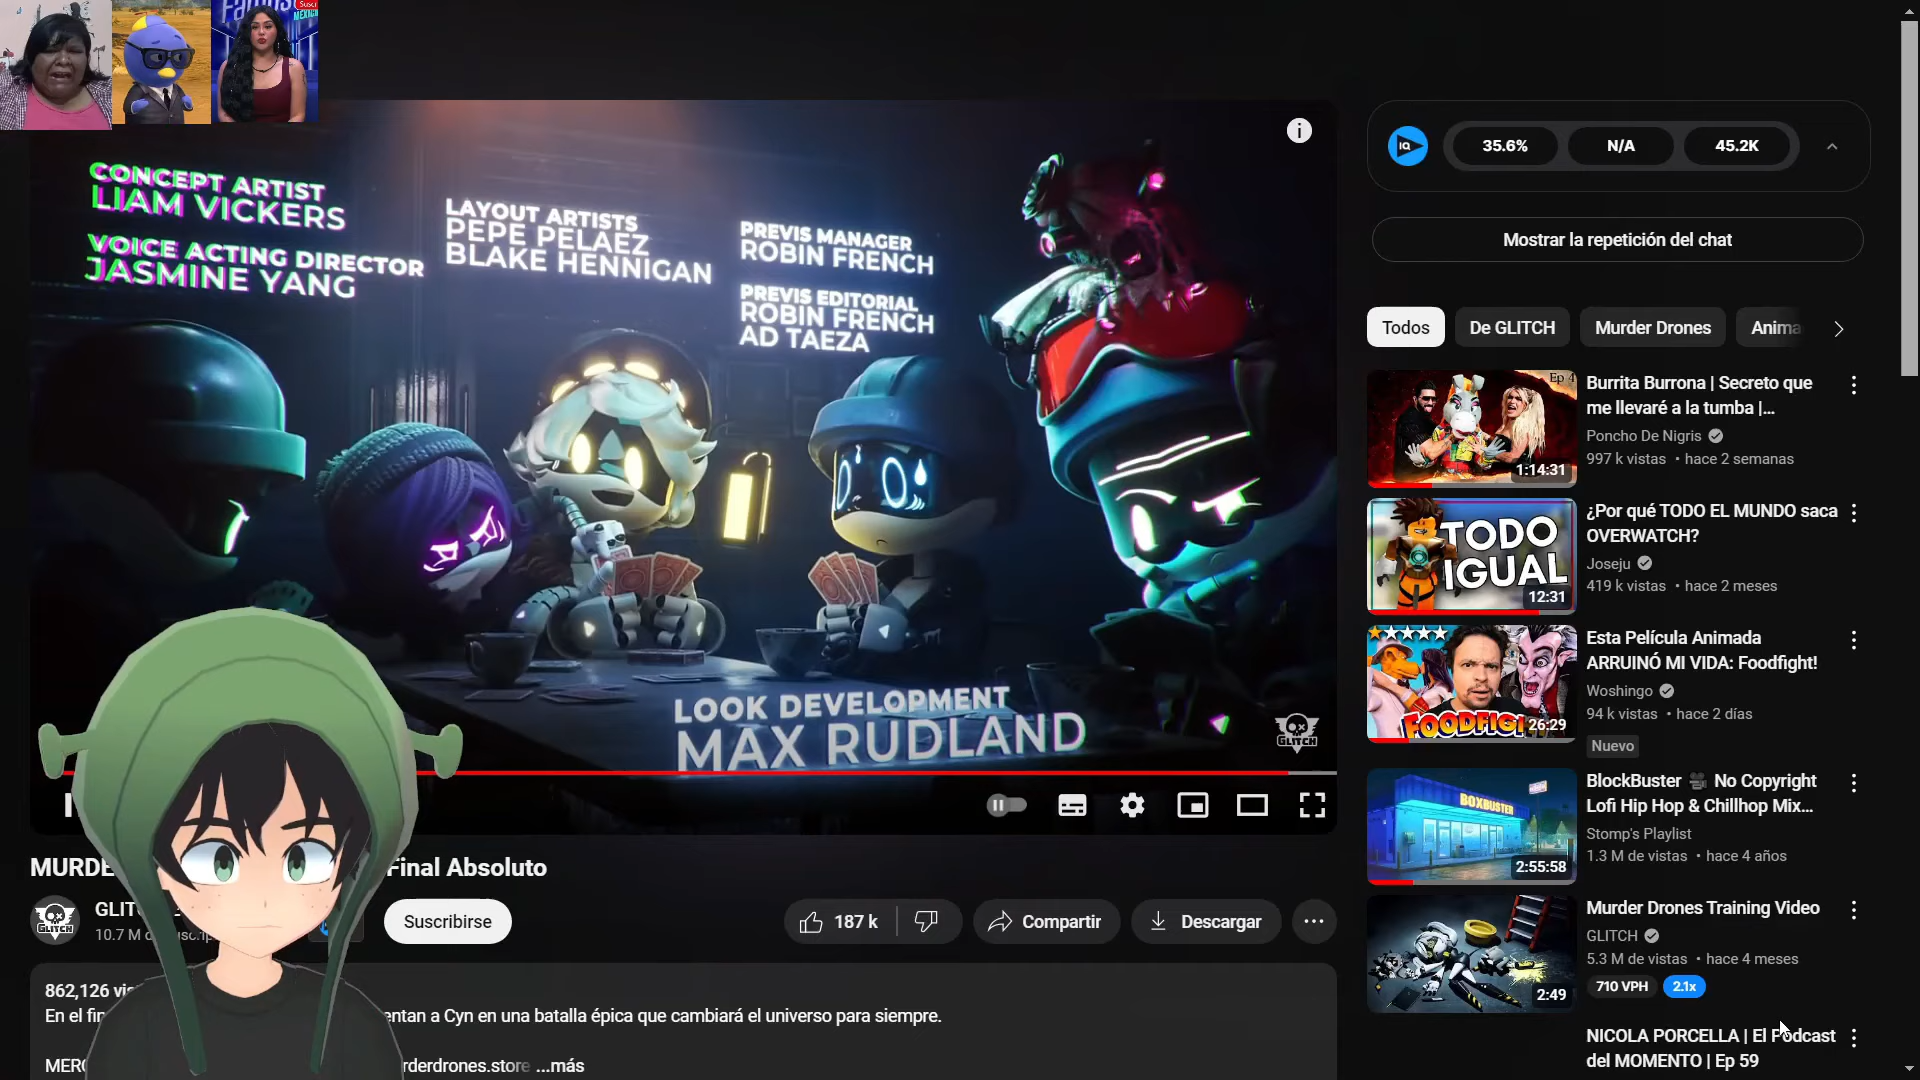 MEXICO
CONCEPT ARTIST
LIAM VICKERS
VOICE ACTING DIRECTOR
JASMINE YANG
LAYOUT ARTISTS
PEPE PELAEZ
BLAKE HENNIGAN
PREVIS MANAGER
ROBIN FRENCH
PREVIS EDITORIAL
ROBIN FRENCH
AD TAEZA
LOOK DEVELOPMENT
MAX RUDLAND
GLITCH
Final Absoluto
GLITCH
10.7 M
Suscribirse
187 k
Compartir
Descargar
862,126
En el a Cyn en una batalla épica que cambiará el universo para siempre.
...más
IQ
35.6%
N/A
45.2K
Mostrar la repetición del chat
Todos
De GLITCH
Murder Drones
Ep 4
1:14:31
Burrita Burrona | Secreto que
me llevaré a la tumba |...
Poncho De Nigris
997 k vistas • hace 2 semanas
TODO
IGUAL
12:31
¿Por qué TODO EL MUNDO saca
OVERWATCH?
Joseju
419 k vistas • hace 2 meses
26:29
Esta Película Animada
ARRUINÓ MI VIDA: Foodfight!
Woshingo
94 k vistas • hace 2 días
Nuevo
BOXBUSTER
2:55:58
BlockBuster 📽 No Copyright
Lofi Hip Hop & Chillhop Mix...
Stomp's Playlist
1.3 M de vistas • hace 4 años
2:49
Murder Drones Training Video
GLITCH
5.3 M de vistas • hace 4 meses
710 VPH
2.1x
NICOLA PORCELLA | El Podcast
del MOMENTO | Ep 59